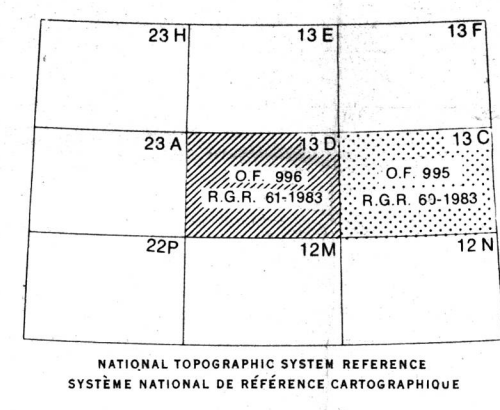 23 H 13 E 13 F
23 A 13 D 13 C
O.F. 996 O.F. 995
R.G.R. 61-1983 R.G.R. 60-1983
22P 12M 12 N
NATIONAL TOPOGRAPHIC SYSTEM REFERENCE
SYSTÈME NATIONAL DE RÉFÉRENCE CARTOGRAPHIQUE